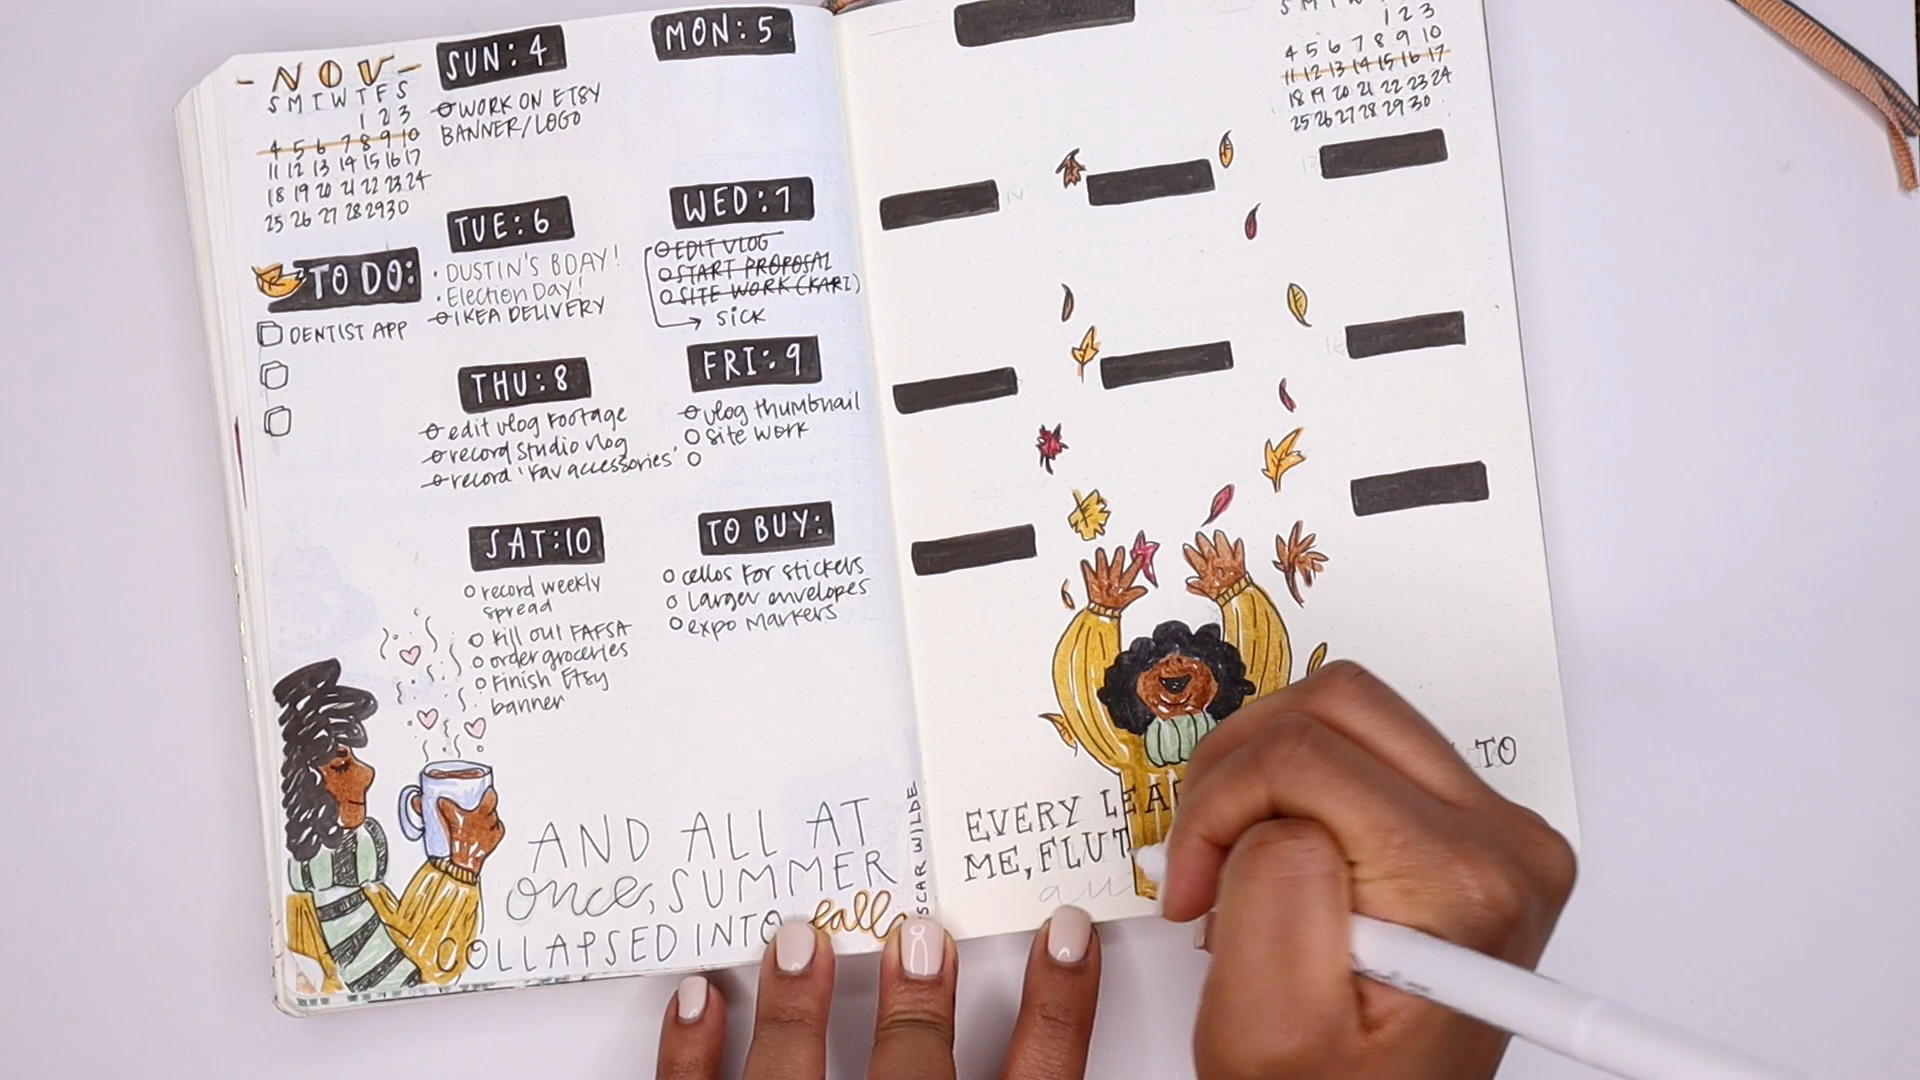 - NOV -
S M T W T F S
1 2 3
4 5 6 7 8 9 10
11 12 13 14 15 16 17
18 19 20 21 22 23 24
25 26 27 28 29 30
TO DO:
DENTIST APP
SUN: 4
WORK ON ETSY
BANNER/LOGO
MON: 5
TUE: 6
• DUSTIN'S BDAY!
• Election Day!
IKEA DELIVERY
WED: 7
EDIT VLOG
START PROPOSAL
SITE WORK (KARI)
SICK
THU: 8
edit vlog footage
record studio vlog
record 'fav accessories'
FRI: 9
vlog thumbnail
site work
SAT: 10
record weekly
spread
fill out FAFSA
order groceries
Finish Etsy
banner
TO BUY:
cellos for stickers
larger envelopes
expo markers
AND ALL AT
once, SUMMER
COLLAPSED INTO fall
OSCAR WILDE
S M T W
1 2 3
4 5 6 7 8 9 10
11 12 13 14 15 16 17
18 19 20 21 22 23 24
25 26 27 28 29 30
EVERY LEA TO
ME, FLUT
au